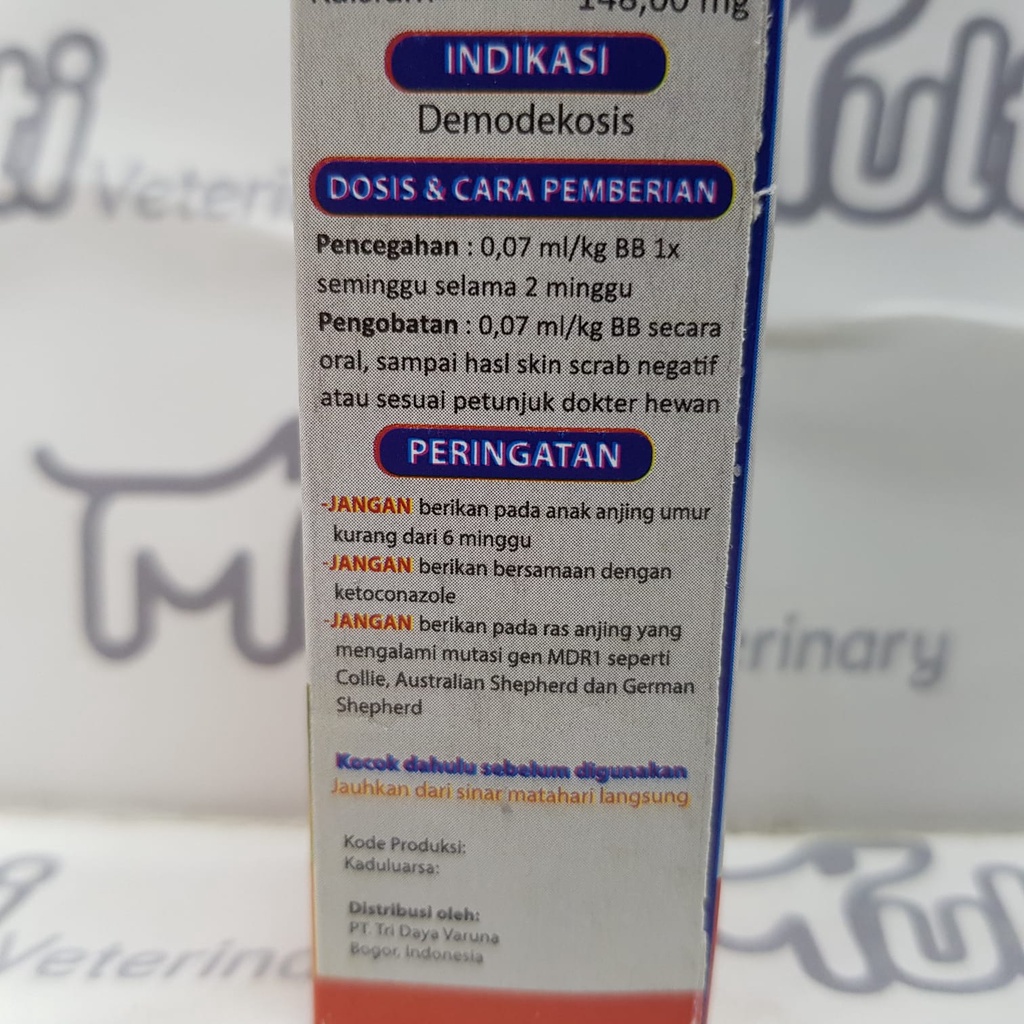 148,00 mg
INDIKASI
Demodekosis
DOSIS & CARA PEMBERIAN
Pencegahan : 0,07 ml/kg BB 1x
seminggu selama 2 minggu
Pengobatan : 0,07 ml/kg BB secara
oral, sampai hasl skin scrab negatif
atau sesuai petunjuk dokter hewan
PERINGATAN
-JANGAN berikan pada anak anjing umur
kurang dari 6 minggu
-JANGAN berikan bersamaan dengan
ketoconazole
-JANGAN berikan pada ras anjing yang
mengalami mutasi gen MDR1 seperti
Collie, Australian Shepherd dan German
Shepherd
Kocok dahulu sebelum digunakan
Jauhkan dari sinar matahari langsung
Kode Produksi:
Kaduluarsa:
Distribusi oleh:
PT. Tri Daya Varuna
Bogor, Indonesia